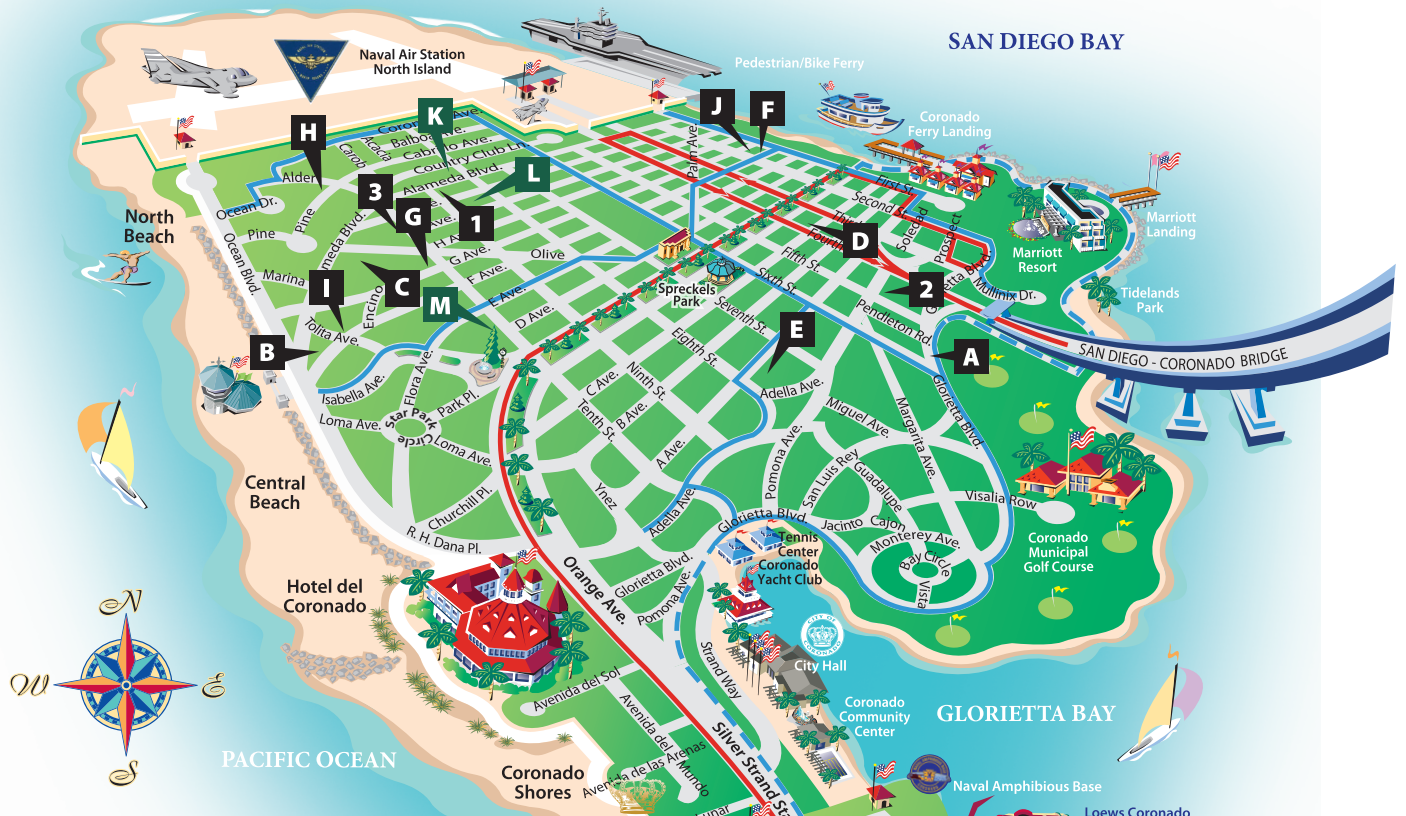 SAN DIEGO BAY
Naval Air Station
North Island
Pedestrian/Bike Ferry
Coronado
Ferry Landing
J
F
K
H
L
3
G
1
D
C
I
M
2
B
E
A
Balboa Ave.
Cabrillo Ave.
Country Club Ln.
Acacia
Carob
Alameda Blvd.
Alder
Palm Ave.
North
Beach
Ocean Dr.
Pine
Pine
Ocean Blvd.
Marina
Encino
Tolita Ave.
G Ave.
F Ave.
E Ave.
D Ave.
Olive
Spreckels
Park
First St.
Second St.
Fifth St.
Sixth St.
Seventh St.
Eighth St.
Ninth St.
Tenth St.
C Ave.
B Ave.
A Ave.
Soledad
Prospect
Mullinix Dr.
Marriott
Resort
Marriott
Landing
Tidelands
Park
SAN DIEGO - CORONADO BRIDGE
Pendleton Rd.
Glorietta Blvd.
Adella Ave.
Miguel Ave.
Margarita Ave.
Pomona Ave.
San Luis Rey
Guadalupe
Visalia Row
Isabella Ave.
Flora Ave.
Park Pl.
Loma Ave.
Star Park
Circle
Loma Ave.
Churchill Pl.
R. H. Dana Pl.
Ynez
Adella Ave.
Glorietta Blvd.
Jacinto
Cajon
Monterey Ave.
Bay Circle
Vista
Coronado
Municipal
Golf Course
Central
Beach
Hotel del
Coronado
Orange Ave.
Glorietta Blvd.
Pomona Ave.
Tennis
Center
Coronado
Yacht Club
CITY OF
CORONADO
City Hall
Strand Way
N
W
E
S
Avenida del Sol
Avenida del
Mundo
Avenida de las Arenas
Coronado
Community
Center
GLORIETTA BAY
PACIFIC OCEAN
Coronado
Shores
Silver Strand
Naval Amphibious Base
Loews Coronado